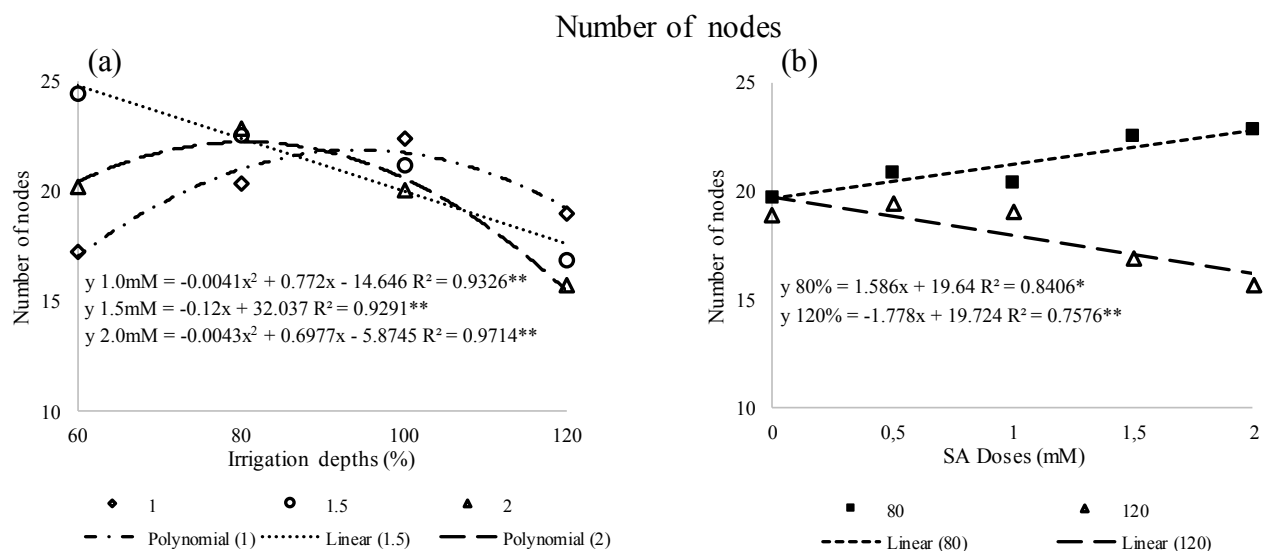 Number of nodes
(a)
Number of nodes
25
20
15
10
y 1.0mM = -0.0041x² + 0.772x - 14.646 R² = 0.9326**
y 1.5mM = -0.12x + 32.037 R² = 0.9291**
y 2.0mM = -0.0043x² + 0.6977x - 5.8745 R² = 0.9714**
60 80 100 120
Irrigation depths (%)
1 1.5 2
Polynomial (1) Linear (1.5) Polynomial (2)
(b)
Number of nodes
25
20
15
10
y 80% = 1.586x + 19.64 R² = 0.8406*
y 120% = -1.778x + 19.724 R² = 0.7576**
0 0,5 1 1,5 2
SA Doses (mM)
80 120
Linear (80) Linear (120)